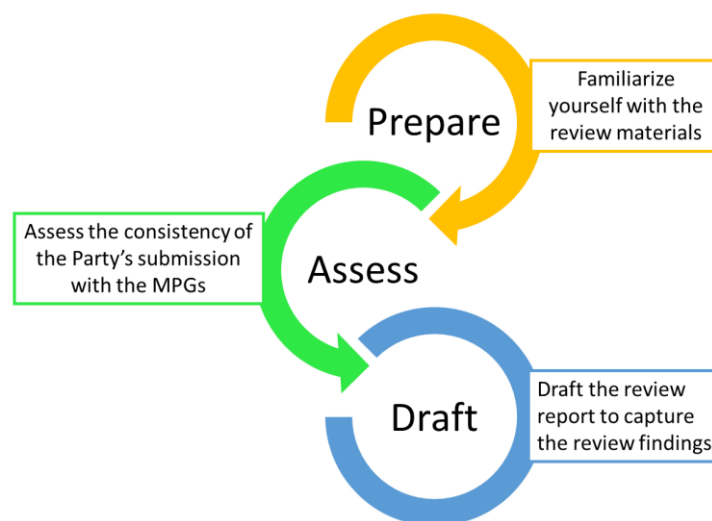 Prepare
Familiarize
yourself with the
review materials
Assess the consistency of
the Party's submission
with the MPGs
Assess
Draft
Draft the review
report to capture
the review findings